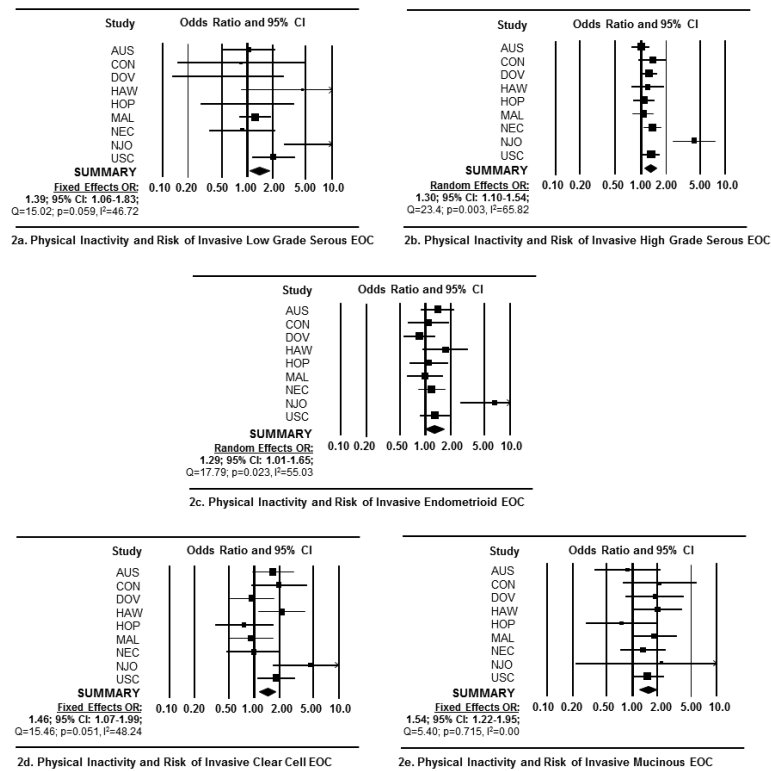 Study Odds Ratio and 95% CI
AUS
CON
DOV
HAW
HOP
MAL
NEC
NJO
USC
SUMMARY
Fixed Effects OR: 0.10 0.20 0.50 1.00 2.00 5.00 10.0
1.39; 95% CI: 1.06-1.83;
Q=15.02; p=0.059, I²=46.72
2a. Physical Inactivity and Risk of Invasive Low Grade Serous EOC
Study Odds Ratio and 95% CI
AUS
CON
DOV
HAW
HOP
MAL
NEC
NJO
USC
SUMMARY
Random Effects OR: 0.10 0.20 0.50 1.00 2.00 5.00 10.0
1.30; 95% CI: 1.10-1.54;
Q=23.4; p=0.003, I²=65.82
2b. Physical Inactivity and Risk of Invasive High Grade Serous EOC
Study Odds Ratio and 95% CI
AUS
CON
DOV
HAW
HOP
MAL
NEC
NJO
USC
SUMMARY
Random Effects OR: 0.10 0.20 0.50 1.00 2.00 5.00 10.0
1.29; 95% CI: 1.01-1.65;
Q=17.79; p=0.023, I²=55.03
2c. Physical Inactivity and Risk of Invasive Endometrioid EOC
Study Odds Ratio and 95% CI
AUS
CON
DOV
HAW
HOP
MAL
NEC
NJO
USC
SUMMARY
Fixed Effects OR: 0.10 0.20 0.50 1.00 2.00 5.00 10.0
1.46; 95% CI: 1.07-1.99;
Q=15.46; p=0.051, I²=48.24
2d. Physical Inactivity and Risk of Invasive Clear Cell EOC
Study Odds Ratio and 95% CI
AUS
CON
DOV
HAW
HOP
MAL
NEC
NJO
USC
SUMMARY
Fixed Effects OR: 0.10 0.20 0.50 1.00 2.00 5.00 10.0
1.54; 95% CI: 1.22-1.95;
Q=5.40; p=0.715, I²=0.00
2e. Physical Inactivity and Risk of Invasive Mucinous EOC